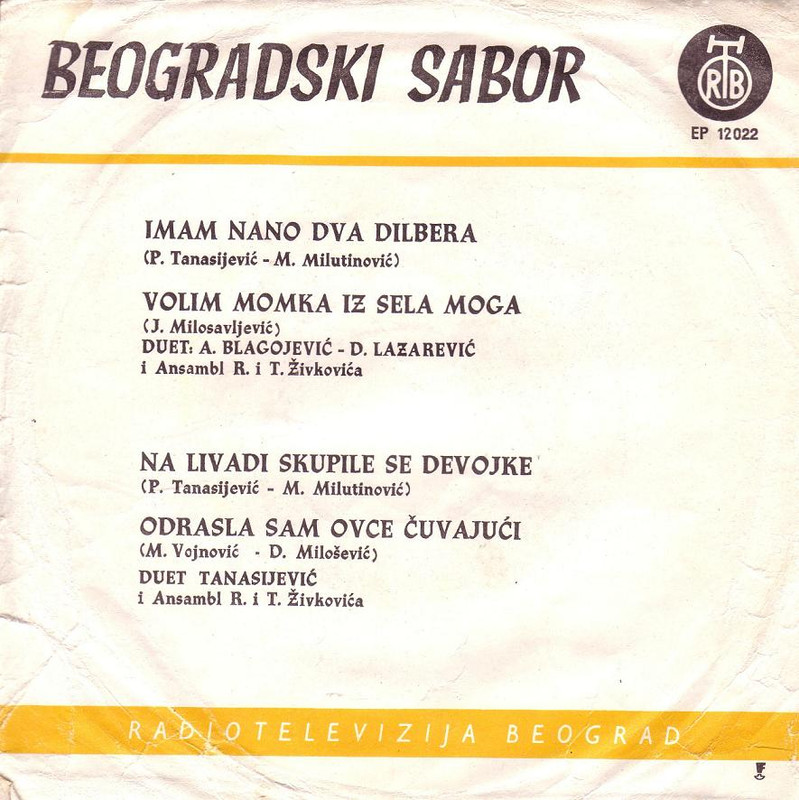 BEOGRADSKI SABOR
RTB
EP 12022
IMAM NANO DVA DILBERA
(P. Tanasijević - M. Milutinović)
VOLIM MOMKA IZ SELA MOGA
(J. Milosavljević)
DUET: A. BLAGOJEVIĆ - D. LAZAREVIĆ
i Ansambl R. i T. Živkovića
NA LIVADI SKUPILE SE DEVOJKE
(P. Tanasijević - M. Milutinović)
ODRASLA SAM OVCE ČUVAJUĆI
(M. Vojnović - D. Milošević)
DUET TANASIJEVIĆ
i Ansambl R. i T. Živkovića
RADIOTELEVIZIJA BEOGRAD